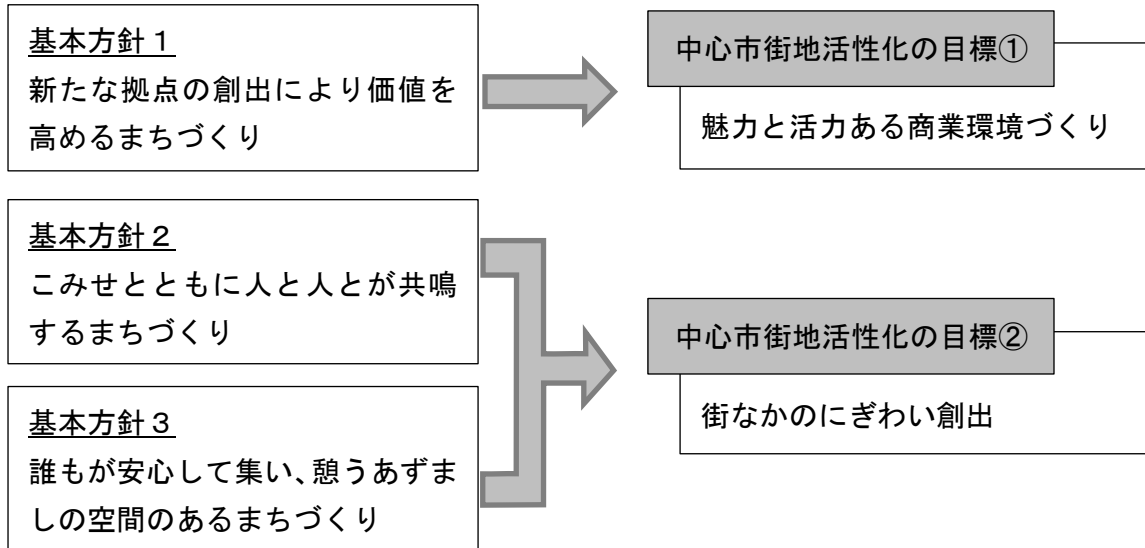 基本方針１
新たな拠点の創出により価値を
高めるまちづくり
中心市街地活性化の目標①
魅力と活力ある商業環境づくり
基本方針２
こみせとともに人と人とが共鳴
するまちづくり
基本方針３
誰もが安心して集い、憩うあずま
しの空間のあるまちづくり
中心市街地活性化の目標②
街なかのにぎわい創出